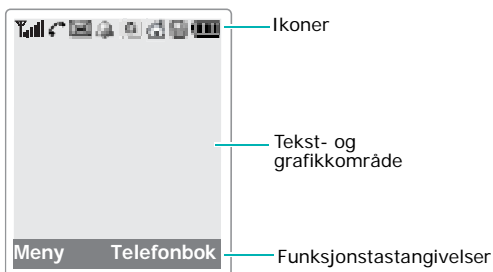 Ikoner
Tekst- og
grafikkområde
Meny Telefonbok
Funksjonstastangivelser